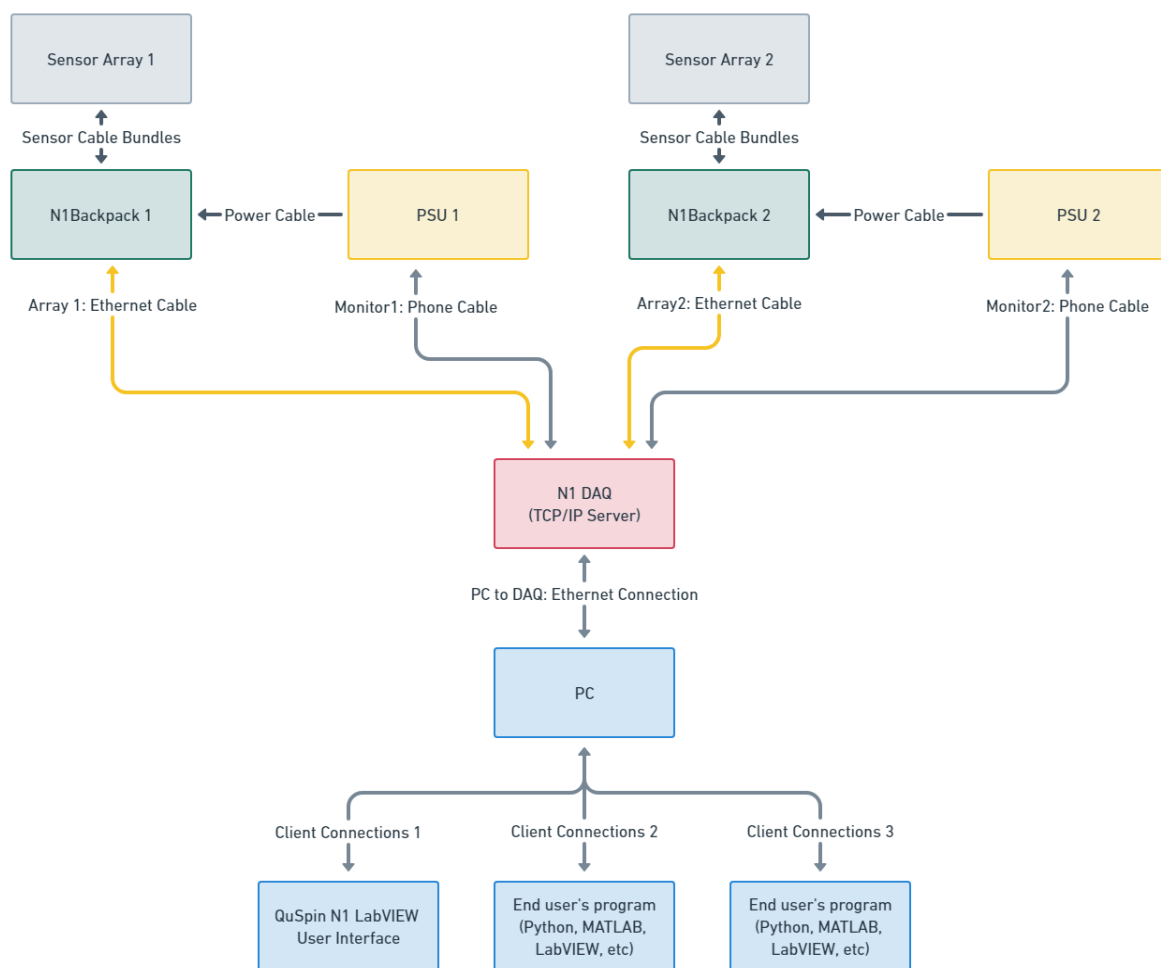 Sensor Array 1
Sensor Array 2
Sensor Cable Bundles
Sensor Cable Bundles
N1Backpack 1
Power Cable
PSU 1
N1Backpack 2
Power Cable
PSU 2
Array 1: Ethernet Cable
Monitor1: Phone Cable
Array2: Ethernet Cable
Monitor2: Phone Cable
N1 DAQ
(TCP/IP Server)
PC to DAQ: Ethernet Connection
PC
Client Connections 1
Client Connections 2
Client Connections 3
QuSpin N1 LabVIEW
User Interface
End user's program
(Python, MATLAB,
LabVIEW, etc)
End user's program
(Python, MATLAB,
LabVIEW, etc)